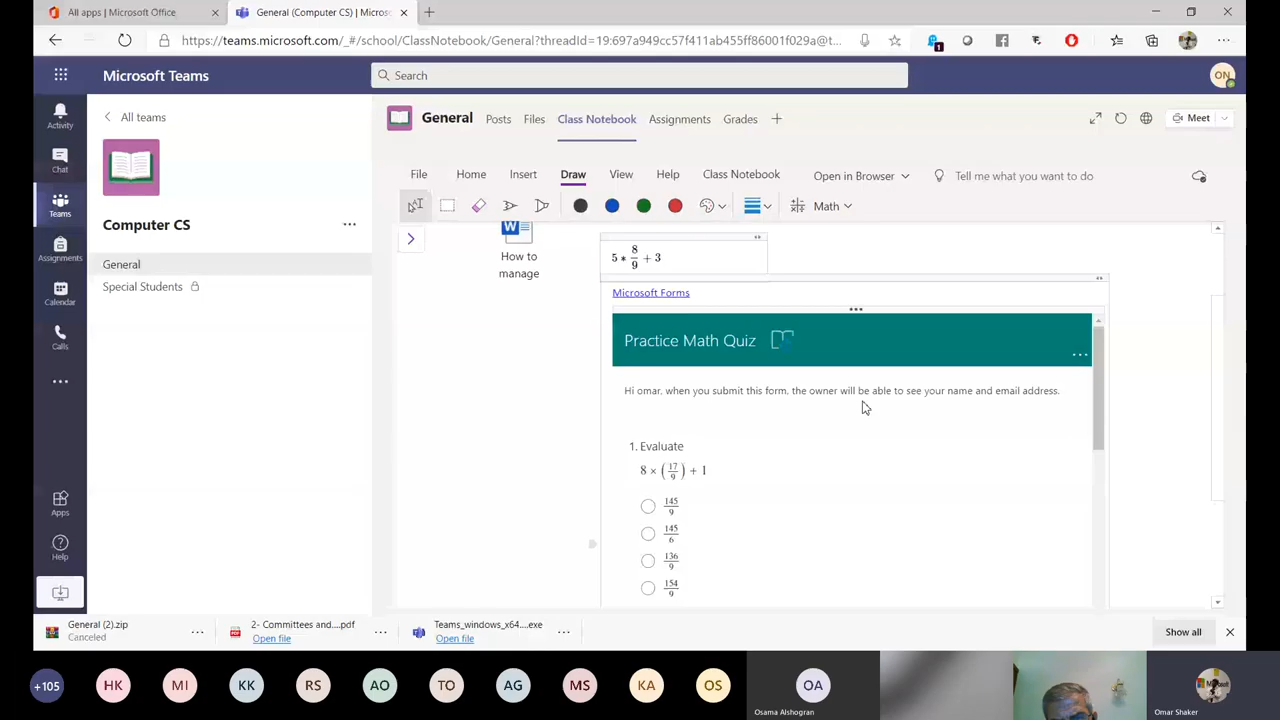 All apps | Microsoft Office
General (Computer CS) | Micros
https://teams.microsoft.com/_#/school/ClassNotebook/General?threadId=19:697a949cc57f411ab455ff86001f029a@t...
1
Microsoft Teams
Search
ON
Activity
Chat
Teams
Assignments
Calendar
Calls
Apps
Help
All teams
Computer CS
General
Special Students
General
Posts
Files
Class Notebook
Assignments
Grades
Meet
File
Home
Insert
Draw
View
Help
Class Notebook
Open in Browser
Tell me what you want to do
Math
How to
manage
5 * 8/9 + 3
Microsoft Forms
Practice Math Quiz
Hi omar, when you submit this form, the owner will be able to see your name and email address.
1. Evaluate
8 × (17/9) + 1
145/9
145/6
136/9
154/9
General (2).zip
Canceled
2- Committees and....pdf
Open file
Teams_windows_x64....exe
Open file
Show all
+105
HK
MI
KK
RS
AO
TO
AG
MS
KA
OS
OA
Osama Alshogran
Omar Shaker